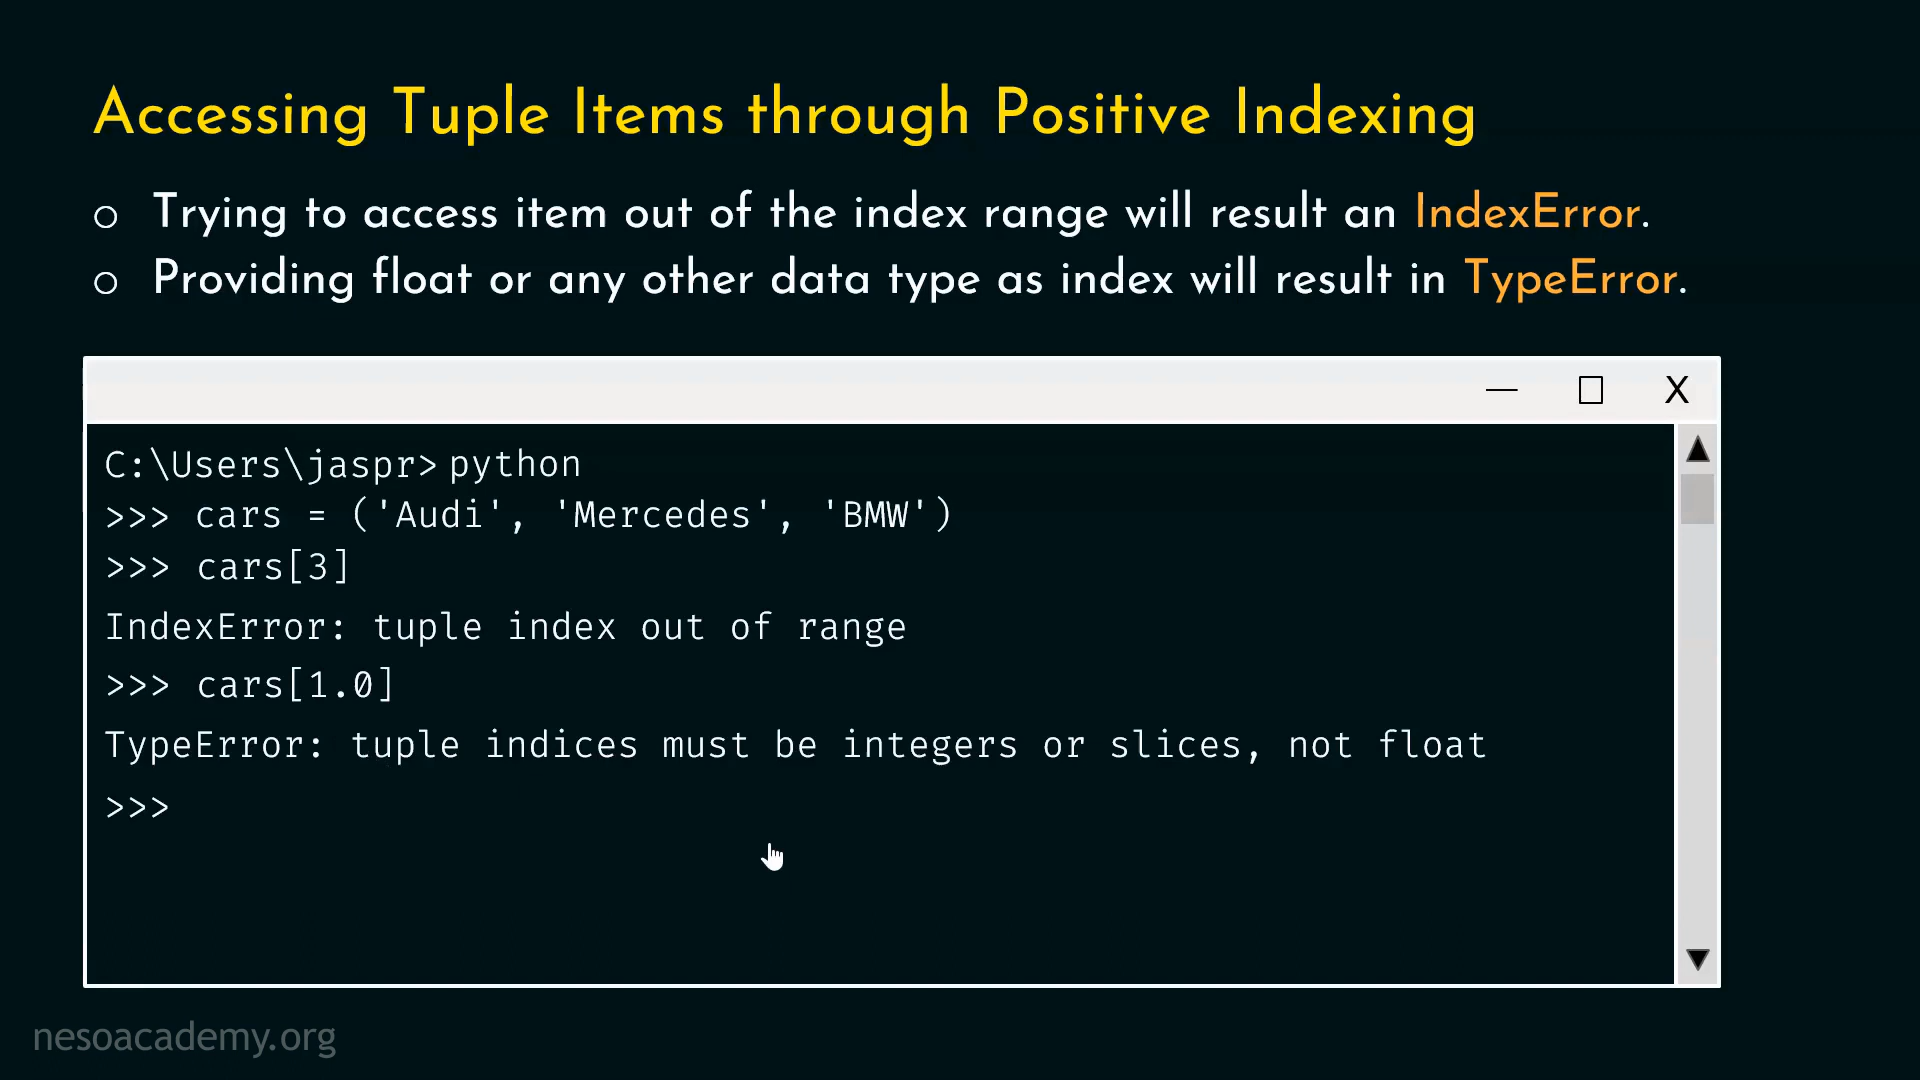 Accessing Tuple Items through Positive Indexing
○ Trying to access item out of the index range will result an IndexError.
○ Providing float or any other data type as index will result in TypeError.
C:\Users\jaspr>python
>>> cars = ('Audi', 'Mercedes', 'BMW')
>>> cars[3]
IndexError: tuple index out of range
>>> cars[1.0]
TypeError: tuple indices must be integers or slices, not float
>>>
nesoacademy.org